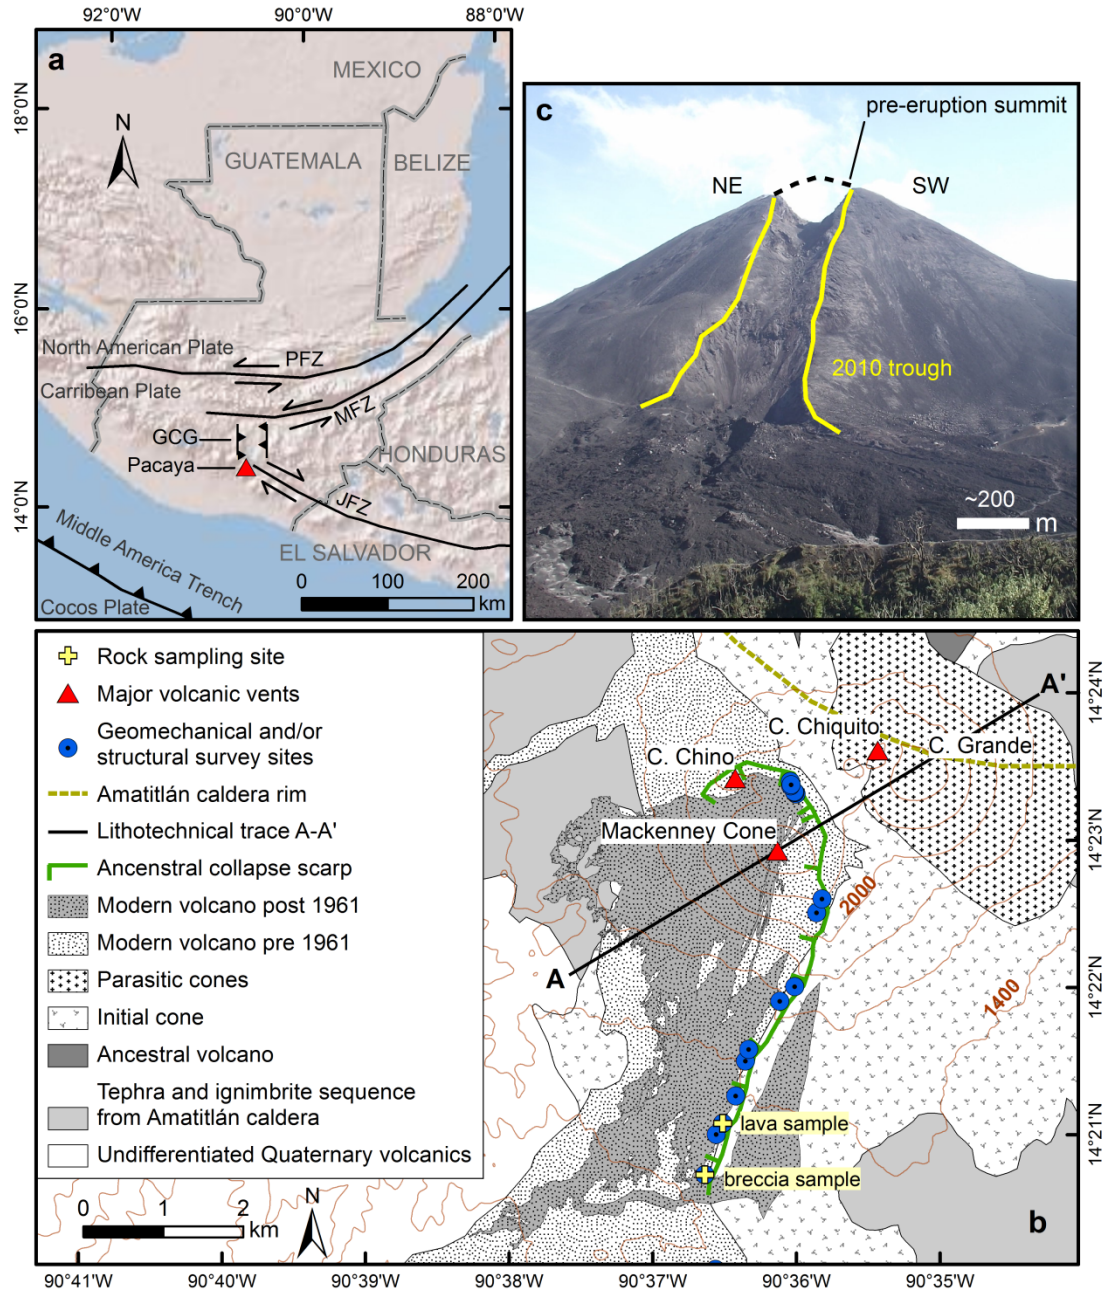 92°0'W 90°0'W 88°0'W
a
MEXICO
18°0'N
N
GUATEMALA
BELIZE
16°0'N
North American Plate
PFZ
Carribean Plate
MFZ
GCG
HONDURAS
Pacaya
14°0'N
JFZ
Middle America Trench
EL SALVADOR
0 100 200
km
Cocos Plate
c
pre-eruption summit
NE
SW
2010 trough
~200
m
Rock sampling site
Major volcanic vents
Geomechanical and/or
structural survey sites
Amatitlán caldera rim
Lithotechnical trace A-A'
Ancenstral collapse scarp
Modern volcano post 1961
Modern volcano pre 1961
Parasitic cones
Initial cone
Ancestral volcano
Tephra and ignimbrite sequence
from Amatitlán caldera
Undifferentiated Quaternary volcanics
0 1 2
km
N
A'
14°24'N
C. Chiquito
C. Grande
C. Chino
Mackenney Cone
14°23'N
2000
A
14°22'N
1400
lava sample
14°21'N
breccia sample
b
90°41'W 90°40'W 90°39'W 90°38'W 90°37'W 90°36'W 90°35'W